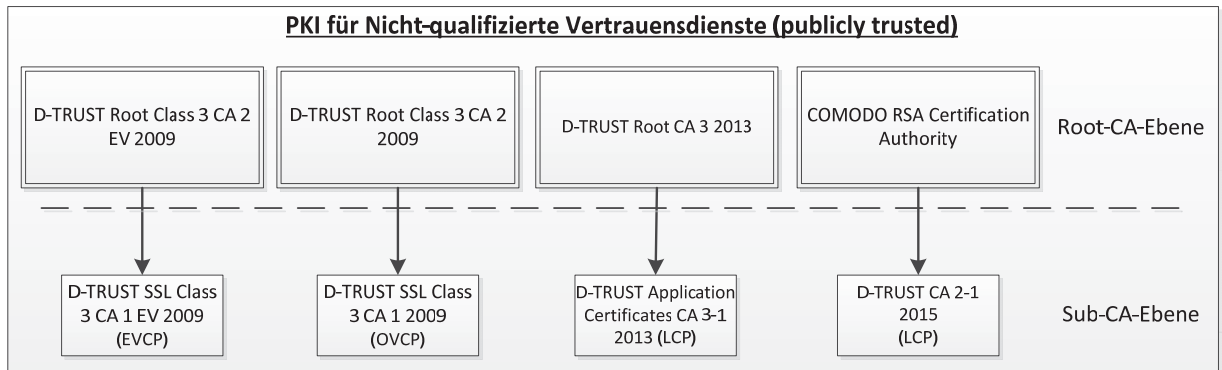 PKI für Nicht-qualifizierte Vertrauensdienste (publicly trusted)
D-TRUST Root Class 3 CA 2
EV 2009
D-TRUST Root Class 3 CA 2
2009
D-TRUST Root CA 3 2013
COMODO RSA Certification
Authority
Root-CA-Ebene
D-TRUST SSL Class
3 CA 1 EV 2009
(EVCP)
D-TRUST SSL Class
3 CA 1 2009
(OVCP)
D-TRUST Application
Certificates CA 3-1
2013 (LCP)
D-TRUST CA 2-1
2015
(LCP)
Sub-CA-Ebene